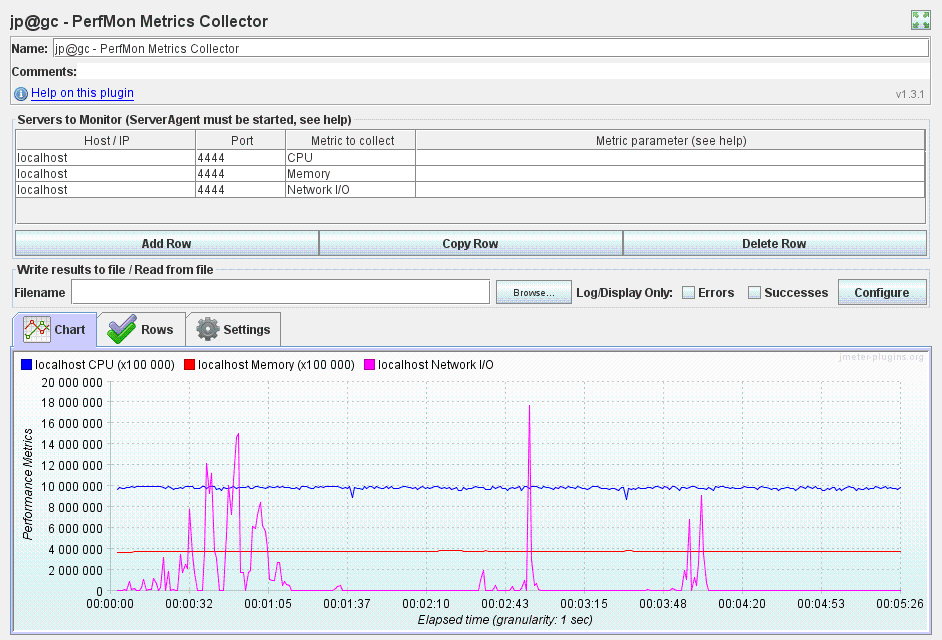 jp@gc - PerfMon Metrics Collector
Name: jp@gc - PerfMon Metrics Collector
Comments:
Help on this plugin
v1.3.1
Servers to Monitor (ServerAgent must be started, see help)
Host / IP Port Metric to collect Metric parameter (see help)
localhost 4444 CPU
localhost 4444 Memory
localhost 4444 Network I/O
Add Row Copy Row Delete Row
Write results to file / Read from file
Filename Browse... Log/Display Only: Errors Successes Configure
Chart Rows Settings
jmeter-plugins.org
localhost CPU (x100 000) localhost Memory (x100 000) localhost Network I/O
20 000 000
18 000 000
16 000 000
14 000 000
12 000 000
10 000 000
8 000 000
6 000 000
4 000 000
2 000 000
0
Performance Metrics
00:00:00 00:00:32 00:01:05 00:01:37 00:02:10 00:02:43 00:03:15 00:03:48 00:04:20 00:04:53 00:05:26
Elapsed time (granularity: 1 sec)